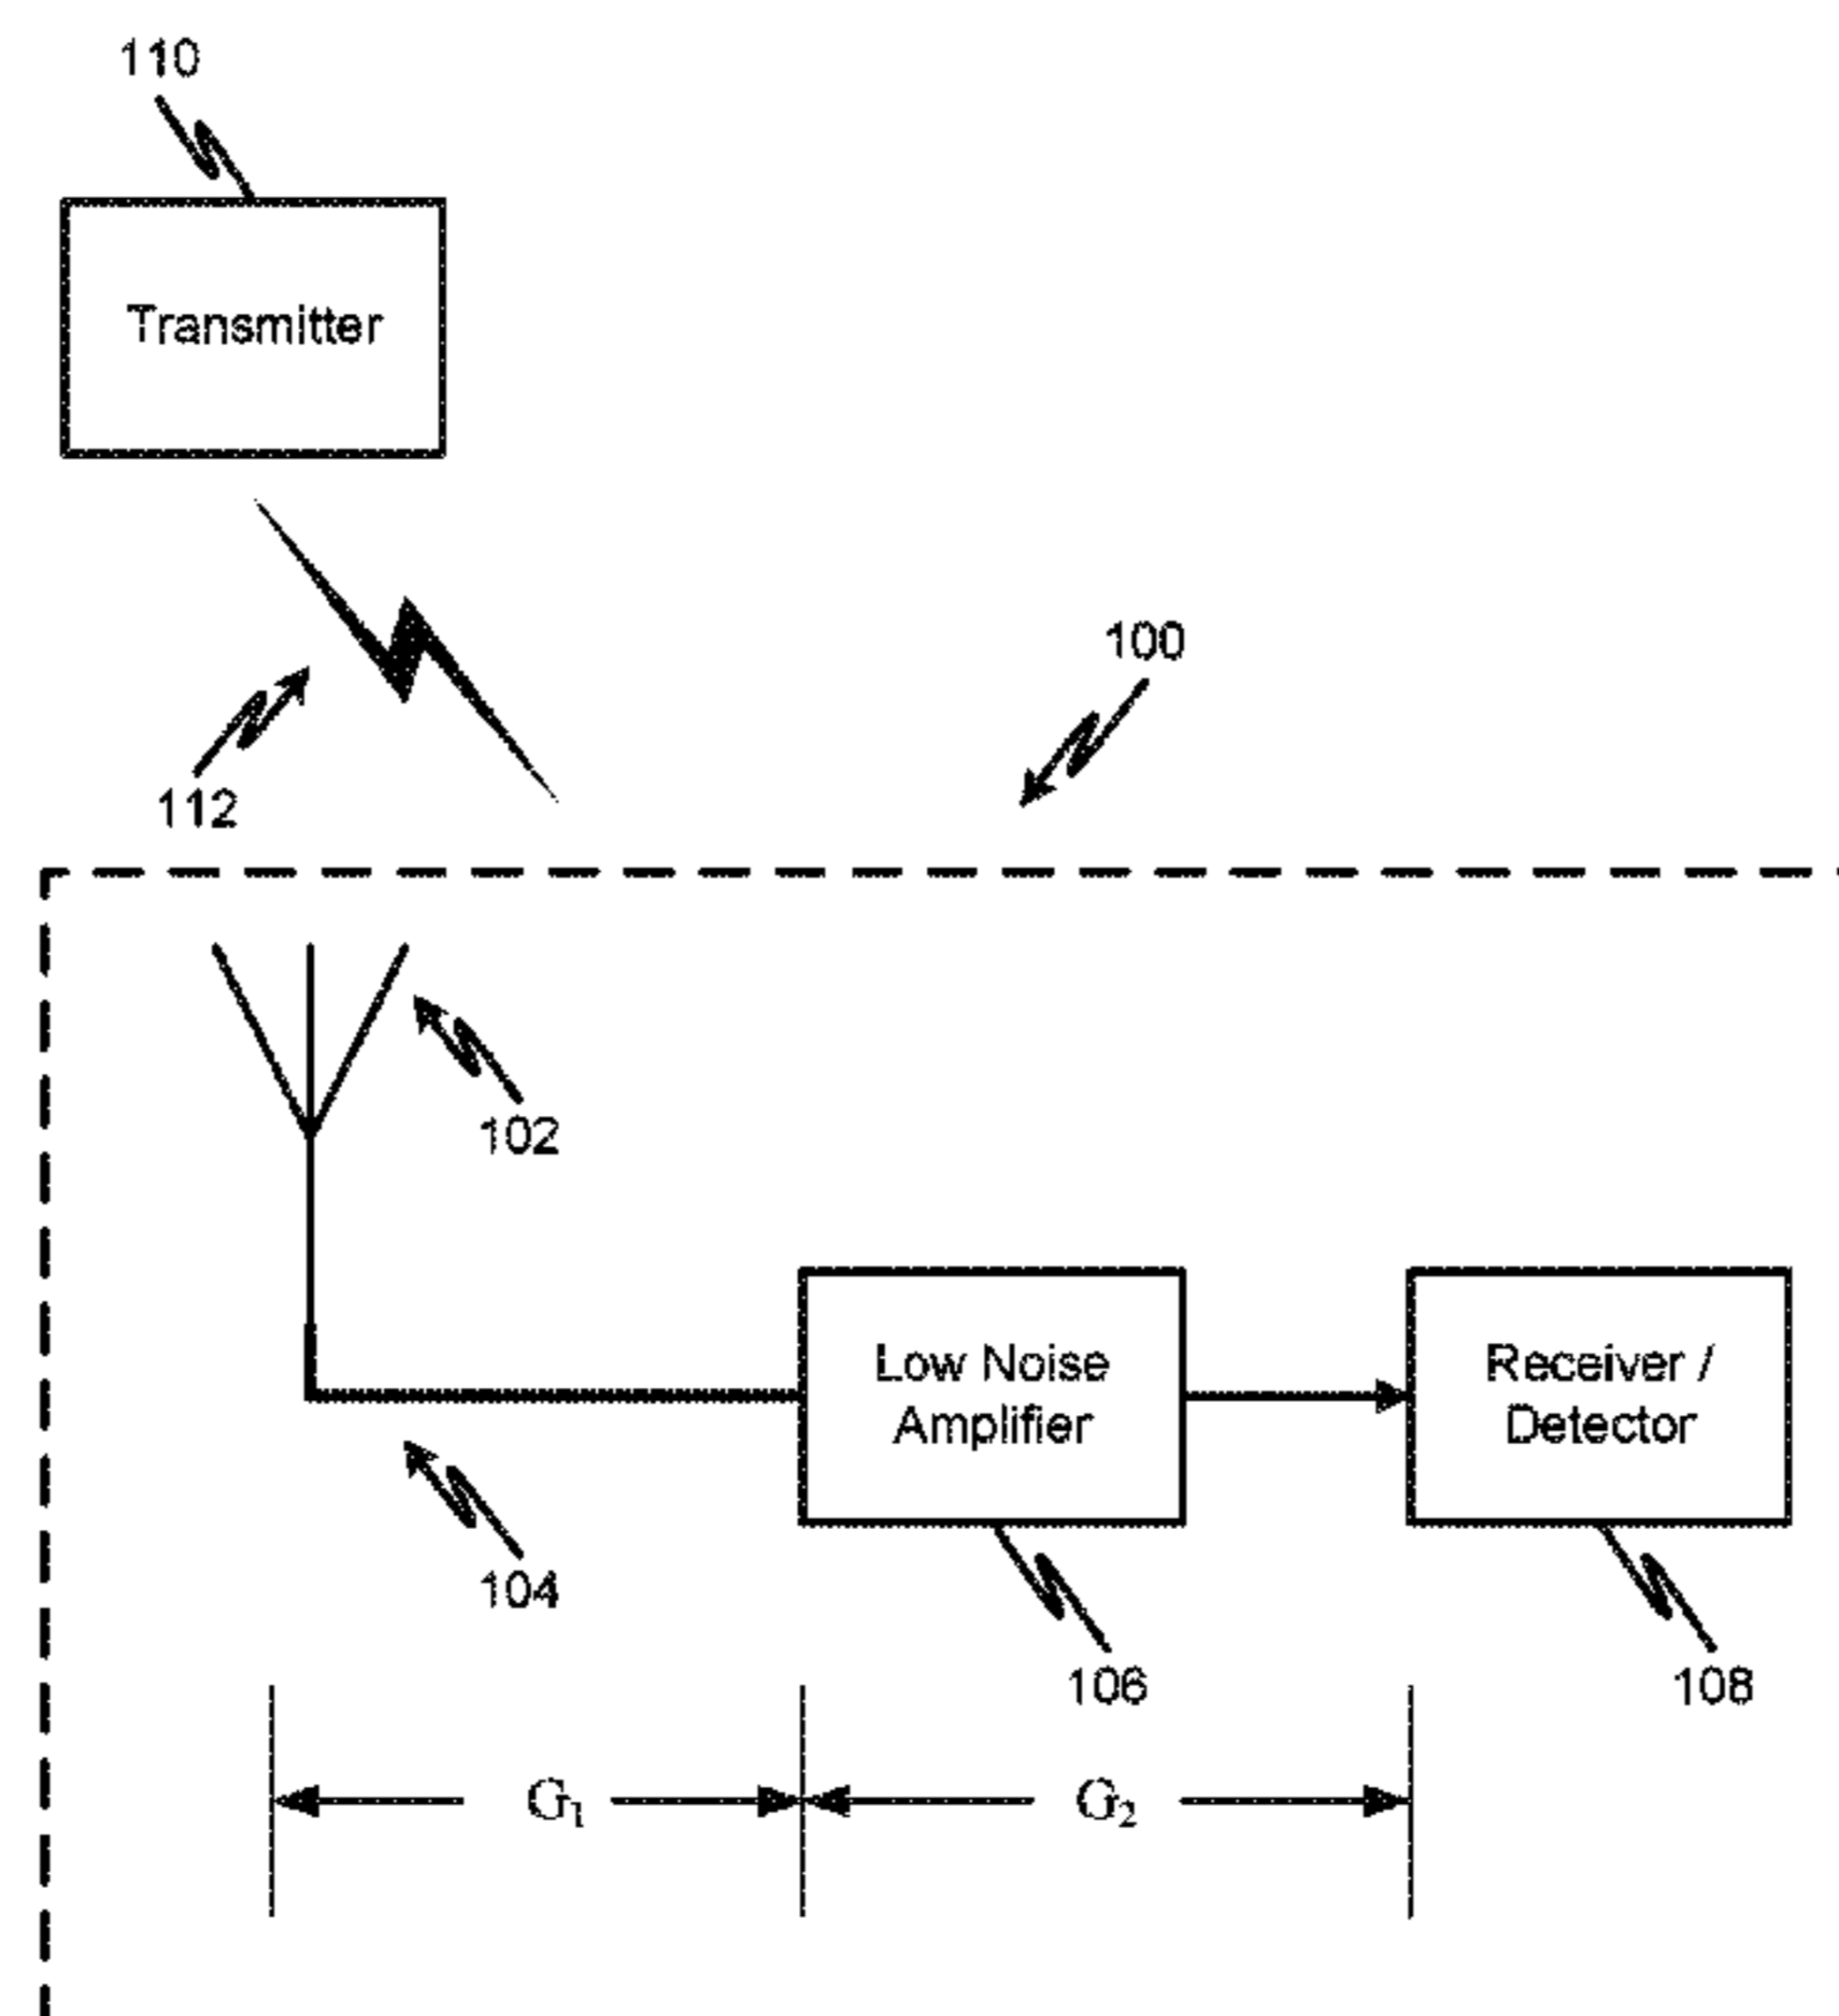 110
Transmitter
100
112
102
Low Noise
Amplifier
Receiver /
Detector
104
106
108
G₁
G₂